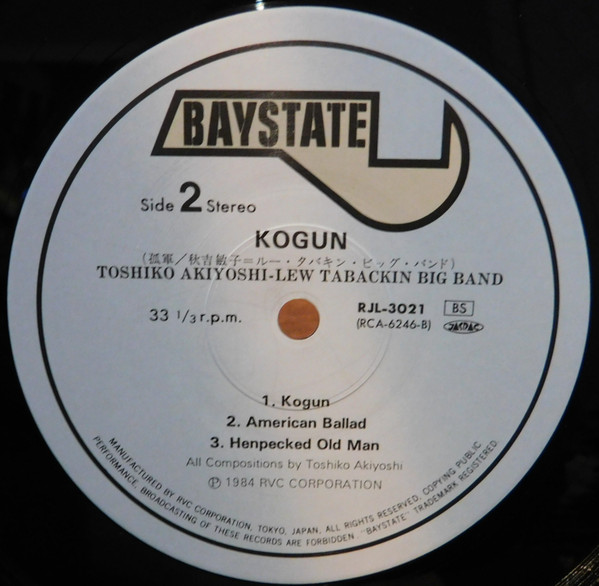 BAYSTATE
Side 2 Stereo
KOGUN
(孤軍／秋吉敏子=ルー・タバキン・ビッグ・バンド)
TOSHIKO AKIYOSHI-LEW TABACKIN BIG BAND
33 1/3 r.p.m.
RJL-3021 BS
(RCA-6246-B) JASRAC
1. Kogun
2. American Ballad
3. Henpecked Old Man
All Compositions by Toshiko Akiyoshi
Ⓟ 1984 RVC CORPORATION
MANUFACTURED BY RVC CORPORATION, TOKYO, JAPAN, ALL RIGHTS RESERVED, COPYING PUBLIC
PERFORMANCE, BROADCASTING OF THESE RECORDS ARE FORBIDDEN. "BAYSTATE" TRADEMARK REGISTERED.